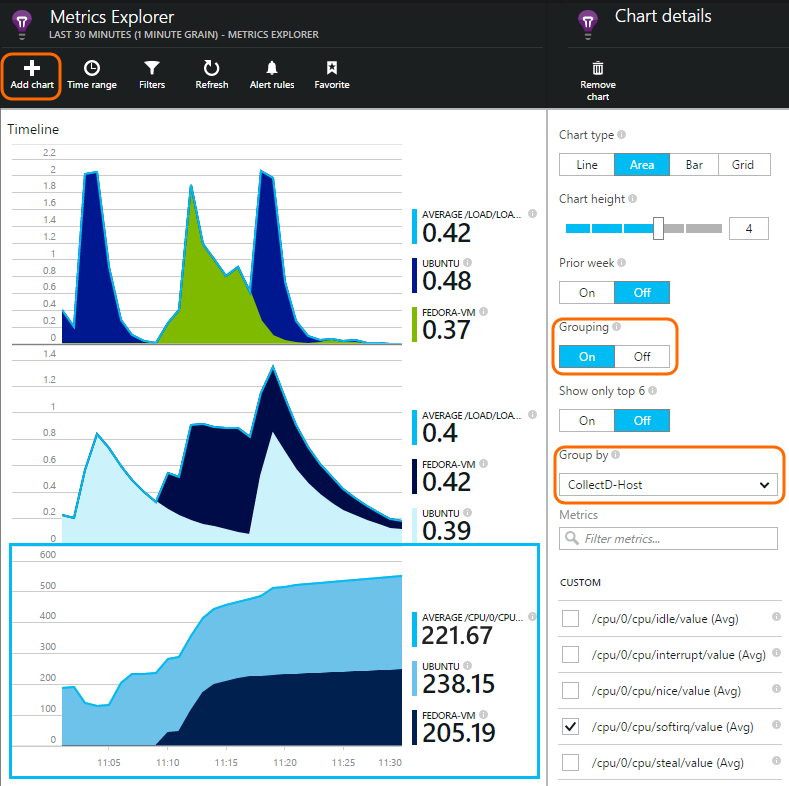 Metrics Explorer
LAST 30 MINUTES (1 MINUTE GRAIN) - METRICS EXPLORER
Add chart
Time range
Filters
Refresh
Alert rules
Favorite
Timeline
2.2
2
1.8
1.6
1.4
1.2
1
0.8
0.6
0.4
0.2
0
AVERAGE /LOAD/LOA...
0.42
UBUNTU
0.48
FEDORA-VM
0.37
1.4
1.2
1
0.8
0.6
0.4
0.2
0
AVERAGE /LOAD/LOA...
0.4
FEDORA-VM
0.42
UBUNTU
0.39
600
500
400
300
200
100
0
11:05
11:10
11:15
11:20
11:25
11:30
AVERAGE /CPU/0/CPU...
221.67
UBUNTU
238.15
FEDORA-VM
205.19
Chart details
Remove
chart
Chart type
Line
Area
Bar
Grid
Chart height
4
Prior week
On
Off
Grouping
On
Off
Show only top 6
On
Off
Group by
CollectD-Host
Metrics
Filter metrics...
CUSTOM
/cpu/0/cpu/idle/value (Avg)
/cpu/0/cpu/interrupt/value (Avg)
/cpu/0/cpu/nice/value (Avg)
/cpu/0/cpu/softirq/value (Avg)
/cpu/0/cpu/steal/value (Avg)